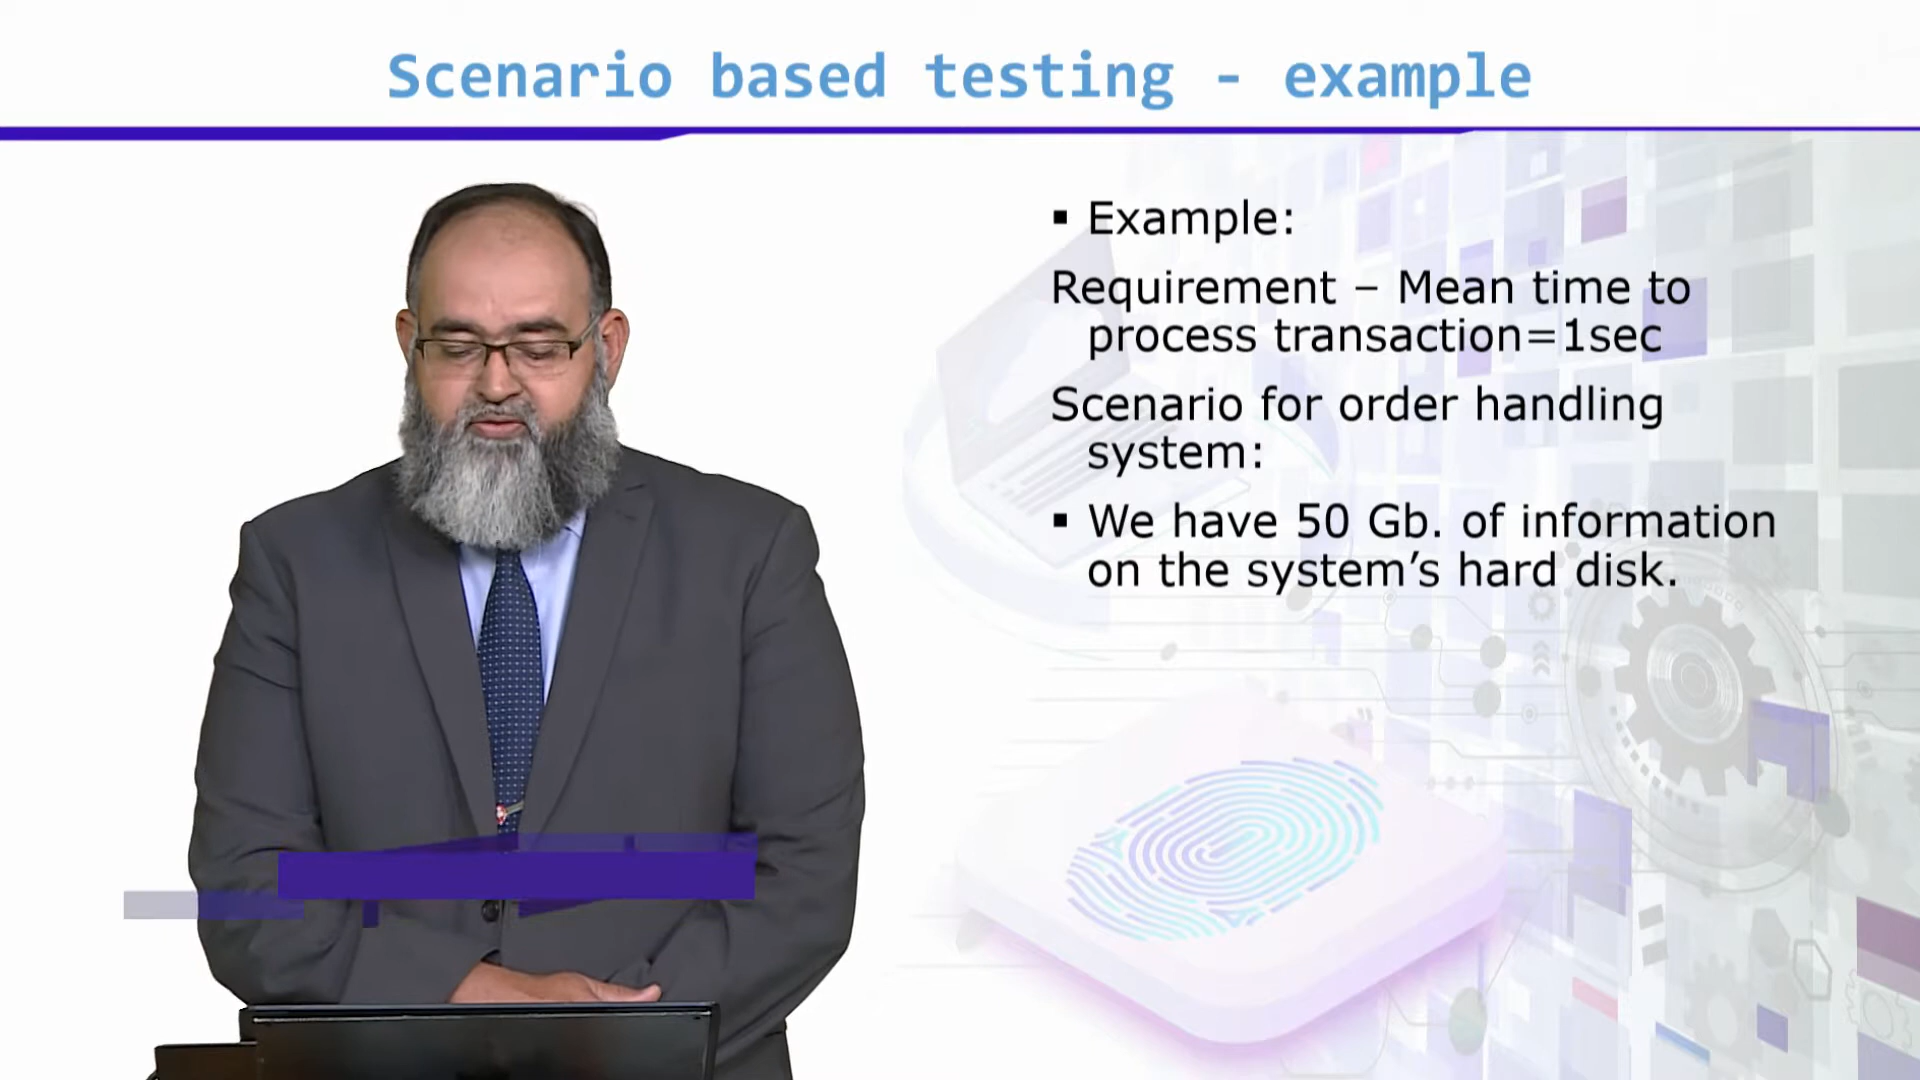 Scenario based testing - example
▪ Example:
Requirement – Mean time to
process transaction=1sec
Scenario for order handling
system:
▪ We have 50 Gb. of information
on the system’s hard disk.